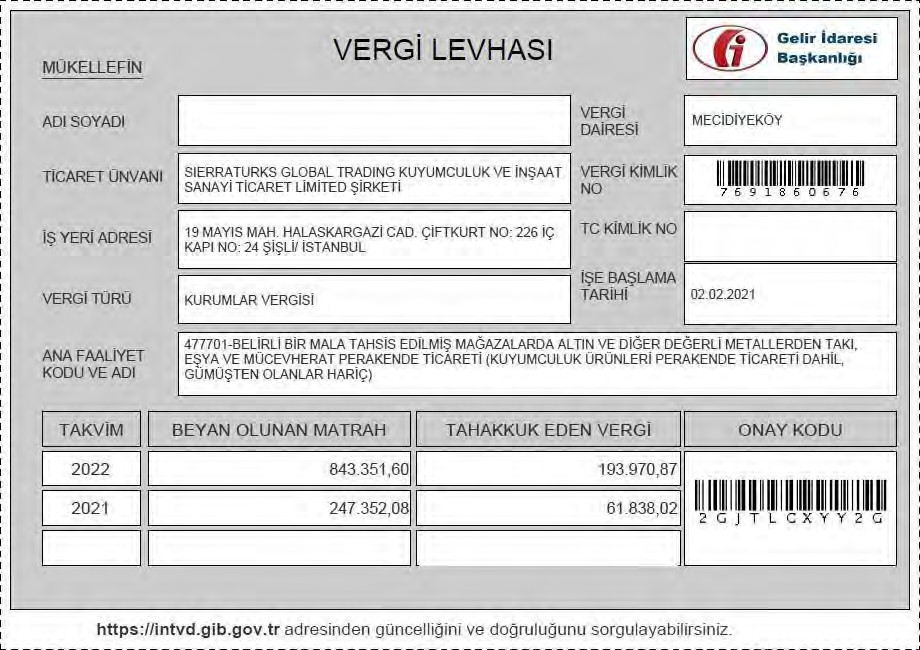 VERGİ LEVHASI
Gelir İdaresi
Başkanlığı
MÜKELLEFİN
ADI SOYADI
VERGİ
DAİRESİ
MECİDİYEKÖY
TİCARET ÜNVANI
SIERRATURKS GLOBAL TRADING KUYUMCULUK VE İNŞAAT
SANAYİ TİCARET LİMİTED ŞİRKETİ
VERGİ KİMLİK
NO
7691860676
İŞ YERİ ADRESİ
19 MAYIS MAH. HALASKARGAZİ CAD. ÇİFTKURT NO: 226 İÇ
KAPI NO: 24 ŞİŞLİ/ İSTANBUL
TC KİMLİK NO
VERGİ TÜRÜ
KURUMLAR VERGİSİ
İŞE BAŞLAMA
TARİHİ
02.02.2021
ANA FAALİYET
KODU VE ADI
477701-BELİRLİ BİR MALA TAHSİS EDİLMİŞ MAĞAZALARDA ALTIN VE DİĞER DEĞERLİ METALLERDEN TAKI,
EŞYA VE MÜCEVHERAT PERAKENDE TİCARETİ (KUYUMCULUK ÜRÜNLERİ PERAKENDE TİCARETİ DAHİL,
GÜMÜŞTEN OLANLAR HARİÇ)
TAKVİM BEYAN OLUNAN MATRAH TAHAKKUK EDEN VERGİ ONAY KODU
2022 843.351,60 193.970,87
2021 247.352,08 61.838,02
2GJTLCXYY2G
https://intvd.gib.gov.tr adresinden güncelliğini ve doğruluğunu sorgulayabilirsiniz.